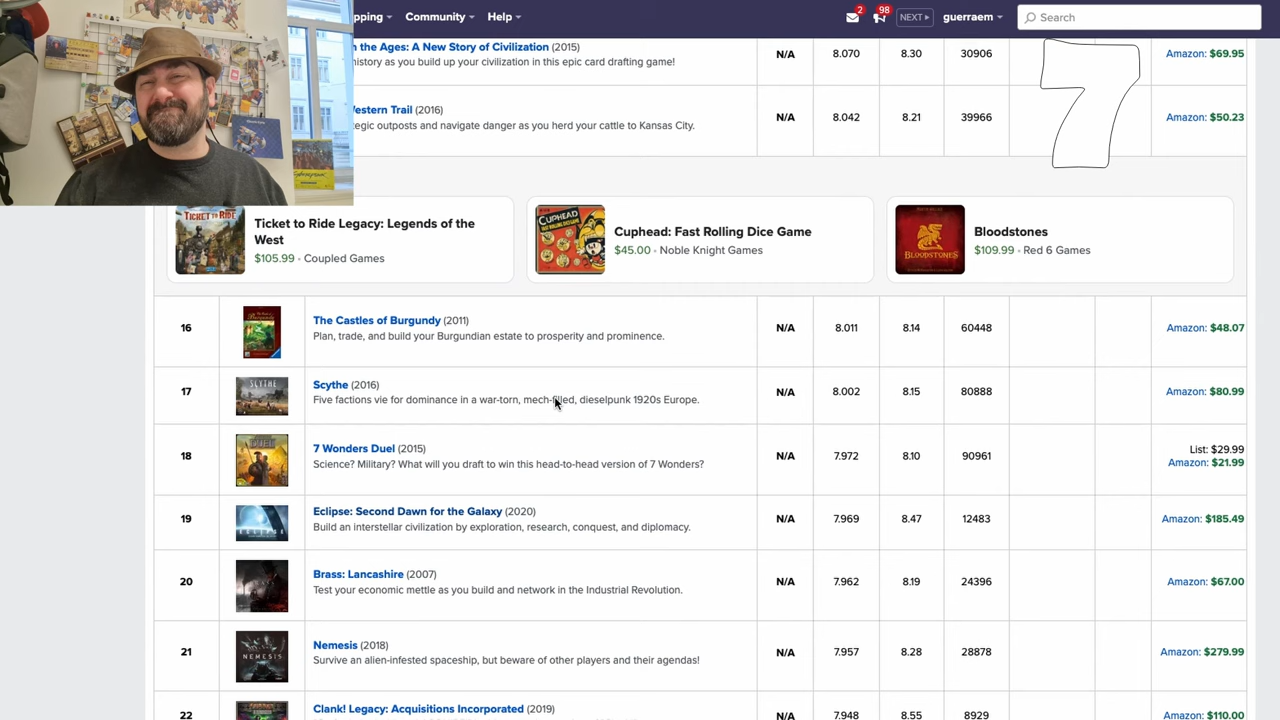 pping Community Help 2 98 NEXT guerraem Search
n the Ages: A New Story of Civilization (2015) N/A 8.070 8.30 30906 Amazon: $69.95
history as you build up your civilization in this epic card drafting game!
7
Western Trail (2016) N/A 8.042 8.21 39966 Amazon: $50.23
tegic outposts and navigate danger as you herd your cattle to Kansas City.
TICKET TO RIDE
Ticket to Ride Legacy: Legends of the
West
$105.99 · Coupled Games
CUPHEAD
Cuphead: Fast Rolling Dice Game
$45.00 · Noble Knight Games
BLOODSTONES
Bloodstones
$109.99 · Red 6 Games
16 The Castles of Burgundy (2011) N/A 8.011 8.14 60448 Amazon: $48.07
Plan, trade, and build your Burgundian estate to prosperity and prominence.
17 SCYTHE Scythe (2016) N/A 8.002 8.15 80888 Amazon: $80.99
Five factions vie for dominance in a war-torn, mech-filled, dieselpunk 1920s Europe.
18 DUEL 7 Wonders Duel (2015) N/A 7.972 8.10 90961 List: $29.99
Amazon: $21.99
Science? Military? What will you draft to win this head-to-head version of 7 Wonders?
19 ECLIPSE Eclipse: Second Dawn for the Galaxy (2020) N/A 7.969 8.47 12483 Amazon: $185.49
Build an interstellar civilization by exploration, research, conquest, and diplomacy.
20 Brass: Lancashire (2007) N/A 7.962 8.19 24396 Amazon: $67.00
Test your economic mettle as you build and network in the Industrial Revolution.
21 NEMESIS Nemesis (2018) N/A 7.957 8.28 28878 Amazon: $279.99
Survive an alien-infested spaceship, but beware of other players and their agendas!
22 Clank! Legacy: Acquisitions Incorporated (2019) N/A 7.948 8.55 8929 Amazon: $110.00